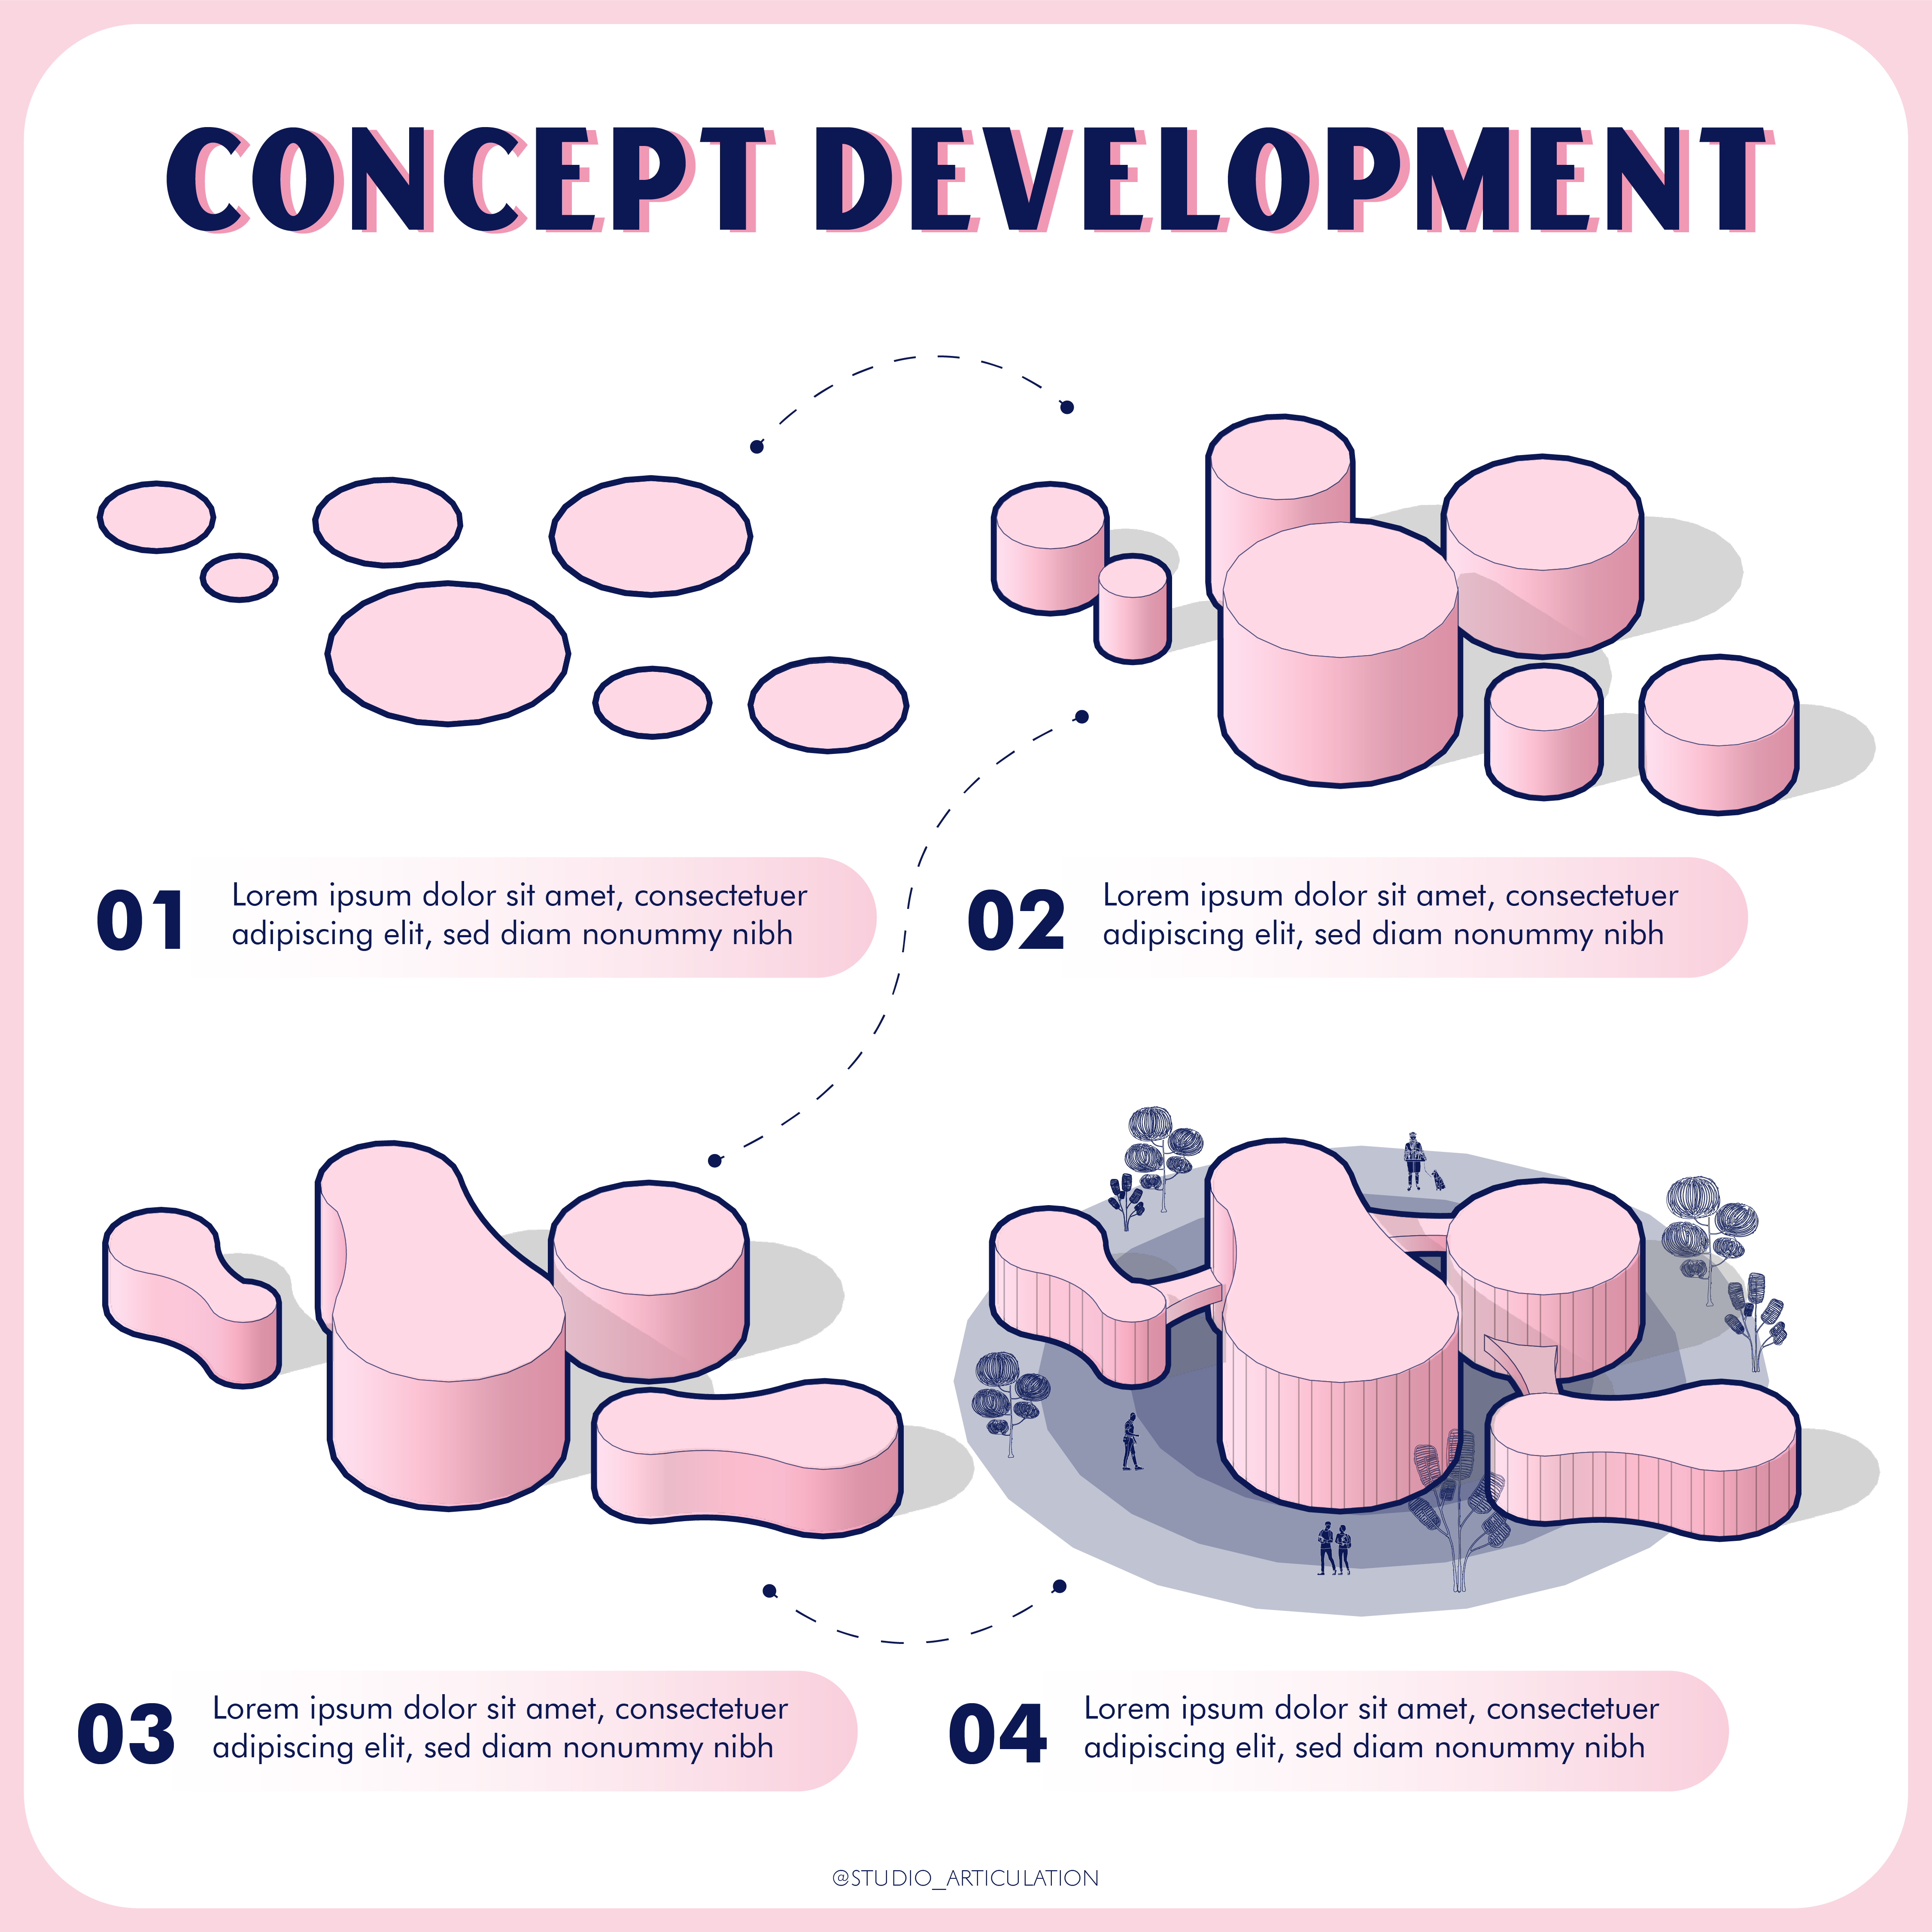 CONCEPT DEVELOPMENT
01
Lorem ipsum dolor sit amet, consectetuer
adipiscing elit, sed diam nonummy nibh
02
Lorem ipsum dolor sit amet, consectetuer
adipiscing elit, sed diam nonummy nibh
03
Lorem ipsum dolor sit amet, consectetuer
adipiscing elit, sed diam nonummy nibh
04
Lorem ipsum dolor sit amet, consectetuer
adipiscing elit, sed diam nonummy nibh
@STUDIO_ARTICULATION